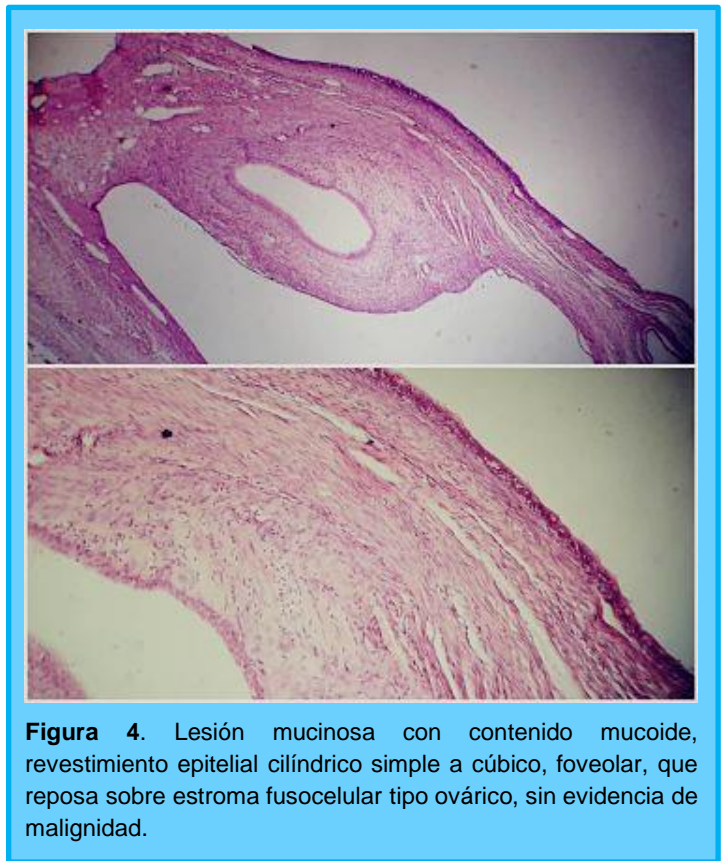 Figura 4. Lesión mucinosa con contenido mucoide,
revestimiento epitelial cilíndrico simple a cúbico, foveolar, que
reposa sobre estroma fusocelular tipo ovárico, sin evidencia de
malignidad.